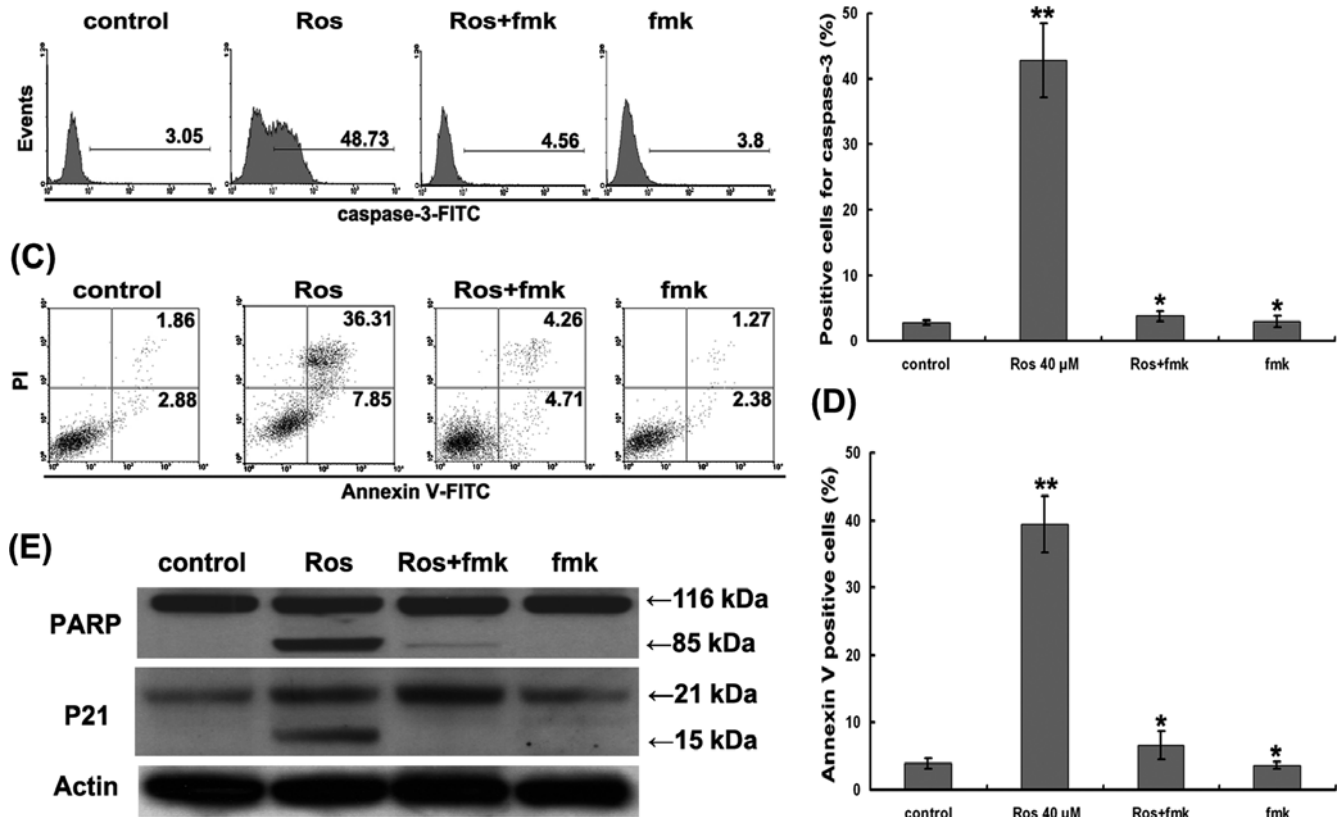 control Ros Ros+fmk fmk
Events
3.05 48.73 4.56 3.8
caspase-3-FITC
Positive cells for caspase-3 (%)
50
40
30
20
10
0
**
* *
control Ros 40 µM Ros+fmk fmk
(C)
control Ros Ros+fmk fmk
PI
1.86 36.31 4.26 1.27
2.88 7.85 4.71 2.38
Annexin V-FITC
(D)
Annexin V positive cells (%)
50
40
30
20
10
0
**
* *
control Ros 40 µM Ros+fmk fmk
(E)
control Ros Ros+fmk fmk
PARP
←116 kDa
←85 kDa
P21
←21 kDa
←15 kDa
Actin